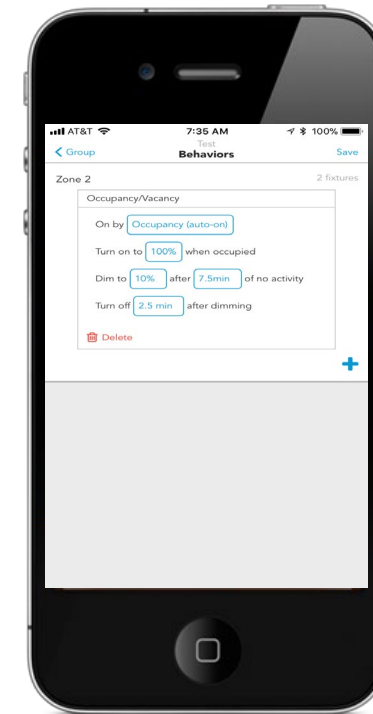 AT&T 7:35 AM 100%
Group Test Behaviors Save
Zone 2 2 fixtures
Occupancy/Vacancy
On by Occupancy (auto-on)
Turn on to 100% when occupied
Dim to 10% after 7.5min of no activity
Turn off 2.5 min after dimming
Delete